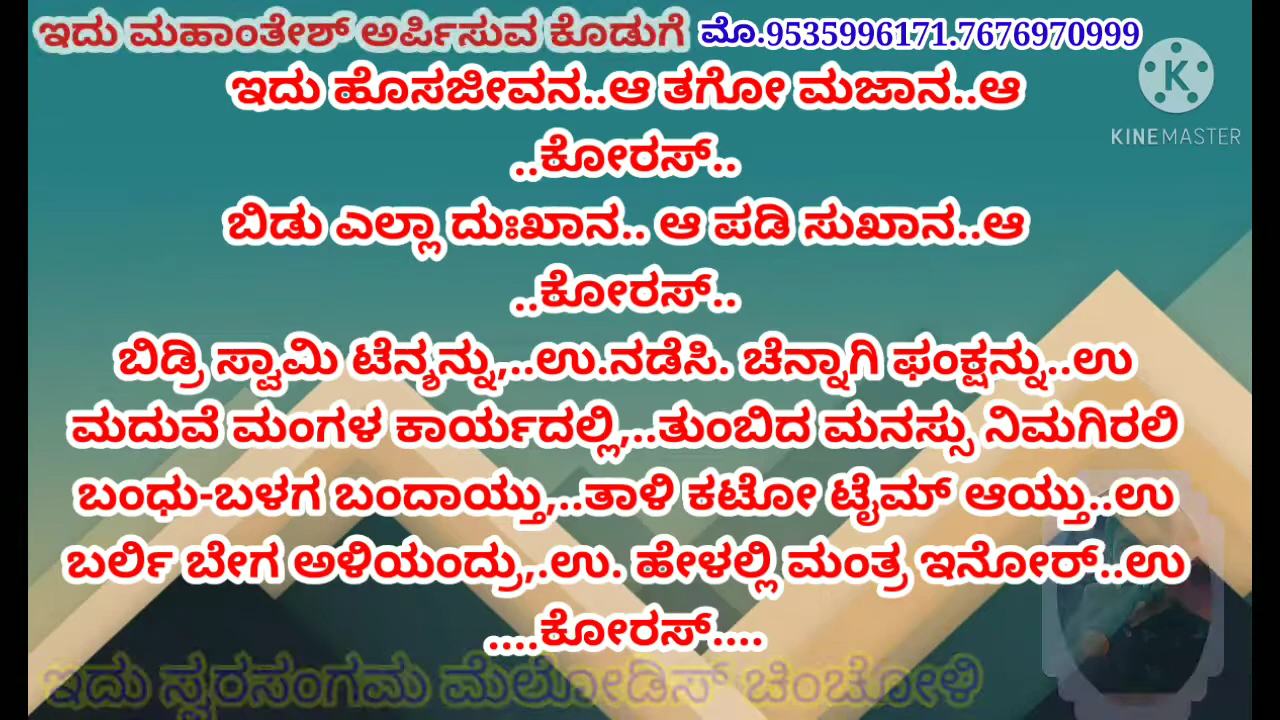 ಇದು ಮಹಾಂತೇಶ್ ಅರ್ಪಿಸುವ ಕೊಡುಗೆ ಮೊ.9535996171.7676970999
ಇದು ಹೊಸಜೀವನ..ಆ ತಗೋ ಮಜಾನ..ಆ
K
KINEMASTER
..ಕೋರಸ್..
ಬಿಡು ಎಲ್ಲಾ ದುಃಖಾನ.. ಆ ಪಡಿ ಸುಖಾನ..ಆ
..ಕೋರಸ್..
ಬಿಡ್ರಿ ಸ್ವಾಮಿ ಟೆನ್ಶನ್ನು,..ಉ.ನಡೆಸಿ. ಚೆನ್ನಾಗಿ ಫಂಕ್ಷನ್ನು..ಉ
ಮದುವೆ ಮಂಗಳ ಕಾರ್ಯದಲ್ಲಿ,..ತುಂಬಿದ ಮನಸ್ಸು ನಿಮಗಿರಲಿ
ಬಂಧು-ಬಳಗ ಬಂದಾಯ್ತು,..ತಾಳಿ ಕಟೋ ಟೈಮ್ ಆಯ್ತು..ಉ
ಬರ್ಲಿ ಬೇಗ ಅಳಿಯಂದ್ರು,.ಉ. ಹೇಳಲ್ಲಿ ಮಂತ್ರ ಇನೋರ್..ಉ
....ಕೋರಸ್....
ಇದು ಸ್ವರಸಂಗಮ ಮೆಲೋಡಿಸ್ ಚಿಂಚೋಳಿ